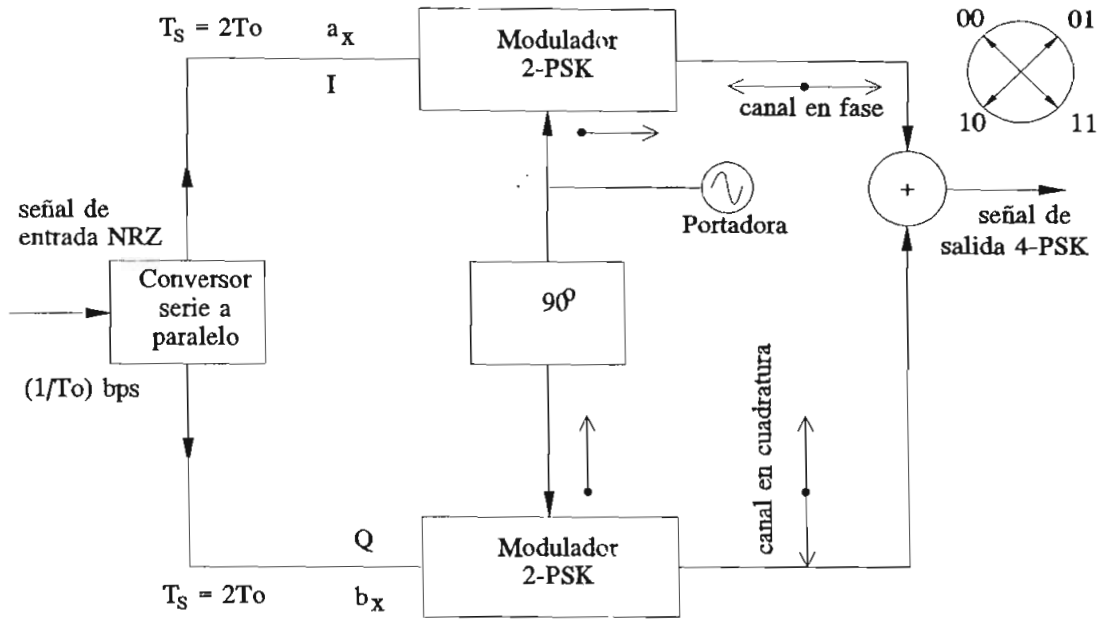 T_S = 2To
a_x
I
Modulador
2-PSK
canal en fase
00
01
10
11
Portadora
+
señal de
salida 4-PSK
señal de
entrada NRZ
Conversor
serie a
paralelo
90º
(1/To) bps
canal en cuadratura
Q
b_x
T_S = 2To
Modulador
2-PSK